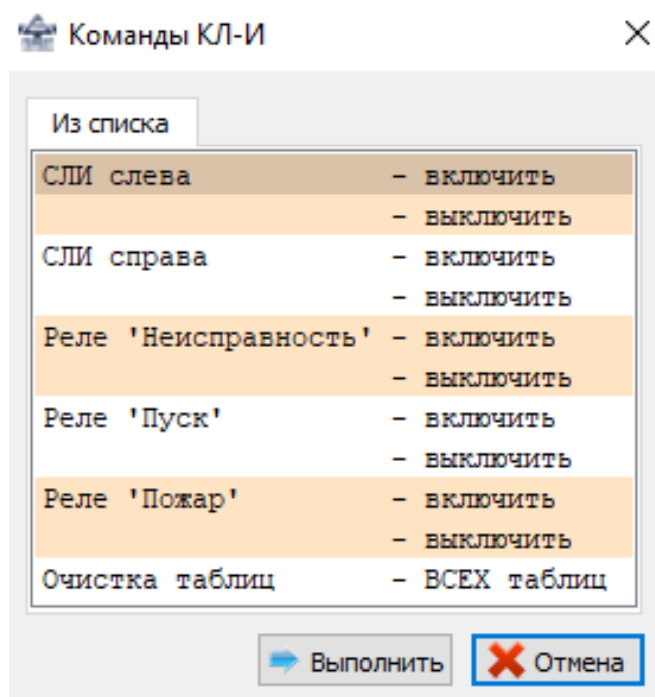 Команды КЛ-И
Из списка
СЛИ слева - включить
- выключить
СЛИ справа - включить
- выключить
Реле 'Неисправность' - включить
- выключить
Реле 'Пуск' - включить
- выключить
Реле 'Пожар' - включить
- выключить
Очистка таблиц - ВСЕХ таблиц
Выполнить Отмена